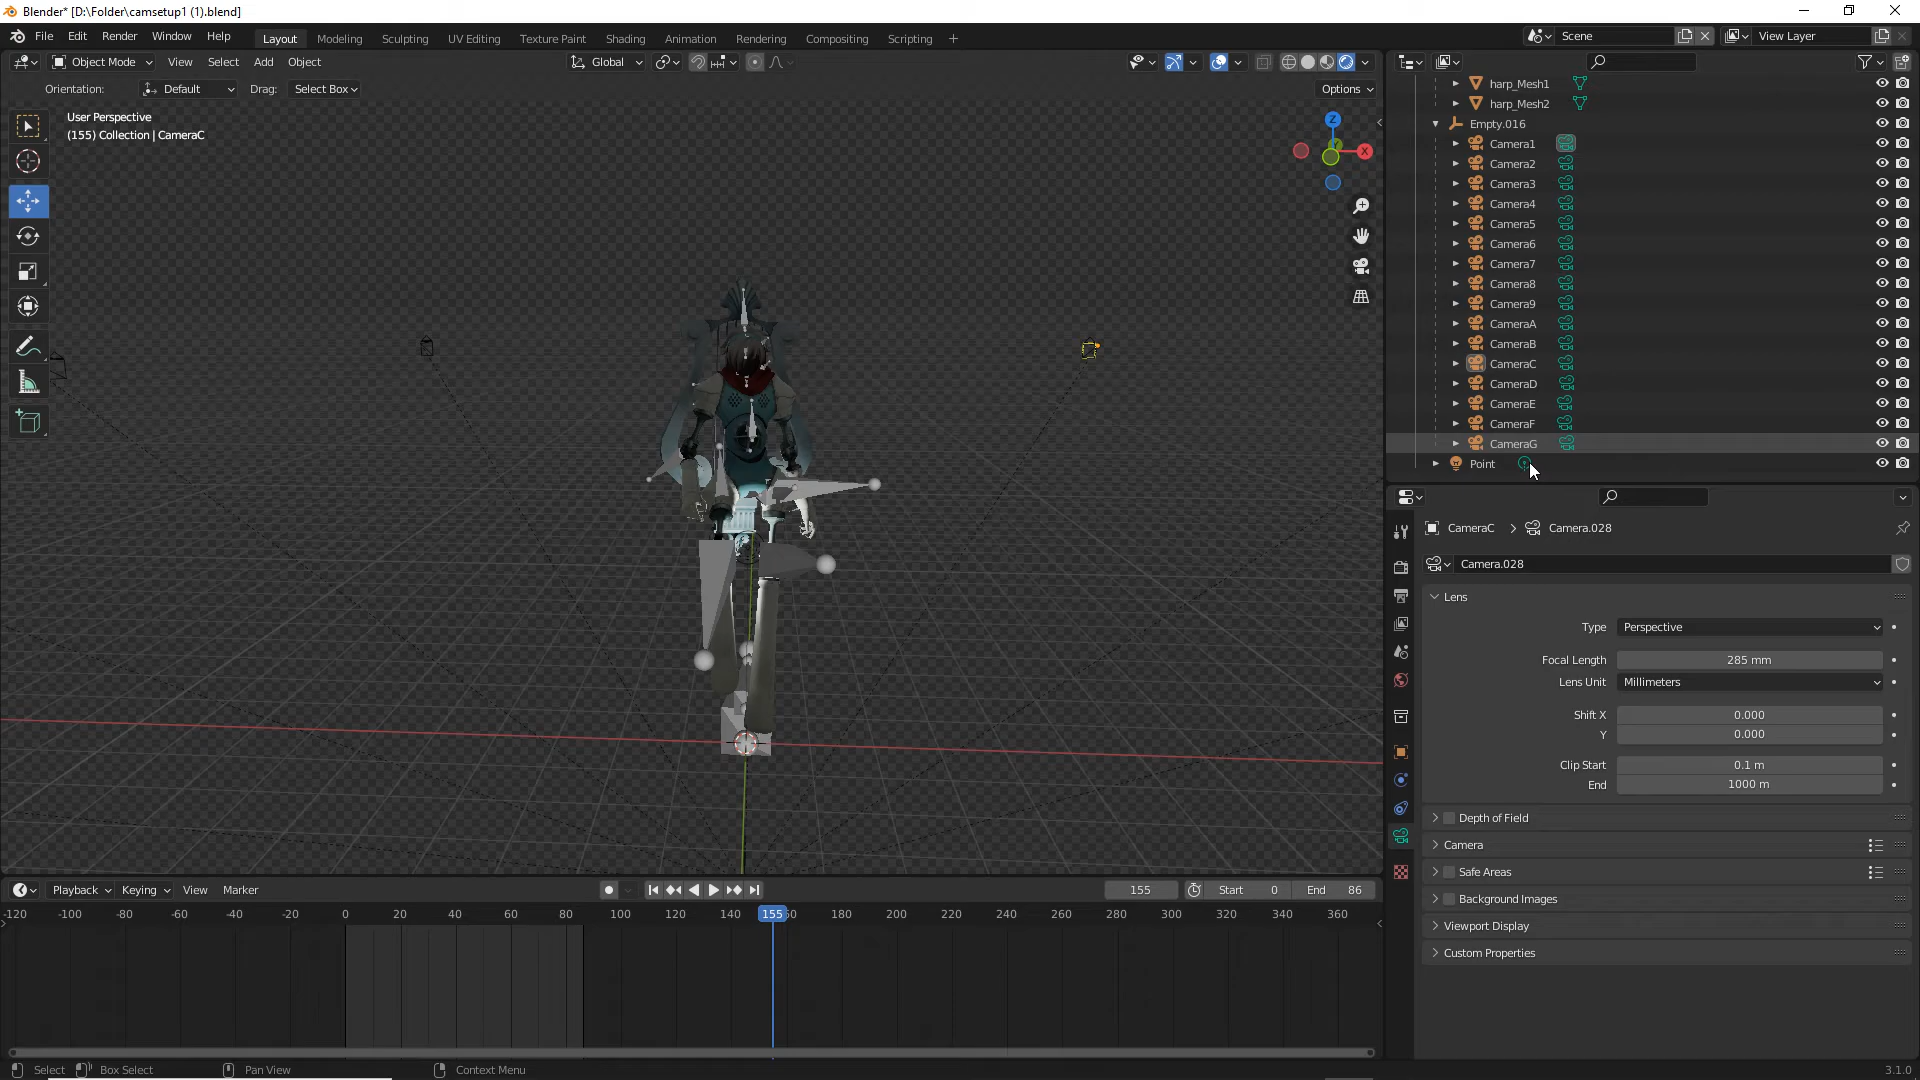 Blender* [D:\Folder\camsetup1 (1).blend]
File Edit Render Window Help
Layout Modeling Sculpting UV Editing Texture Paint Shading Animation Rendering Compositing Scripting +
Scene
View Layer
Object Mode View Select Add Object
Global
Orientation: Default Drag: Select Box
Options
User Perspective
(155) Collection | CameraC
Z
X
harp_Mesh1
harp_Mesh2
Empty.016
Camera1
Camera2
Camera3
Camera4
Camera5
Camera6
Camera7
Camera8
Camera9
CameraA
CameraB
CameraC
CameraD
CameraE
CameraF
CameraG
Point
CameraC > Camera.028
Camera.028
Lens
Type Perspective
Focal Length 285 mm
Lens Unit Millimeters
Shift X 0.000
Y 0.000
Clip Start 0.1 m
End 1000 m
Depth of Field
Camera
Safe Areas
Background Images
Viewport Display
Custom Properties
Playback Keying View Marker
155 Start 0 End 86
-120 -100 -80 -60 -40 -20 0 20 40 60 80 100 120 140 155 180 200 220 240 260 280 300 320 340 360
Select Box Select Pan View Context Menu
3.1.0